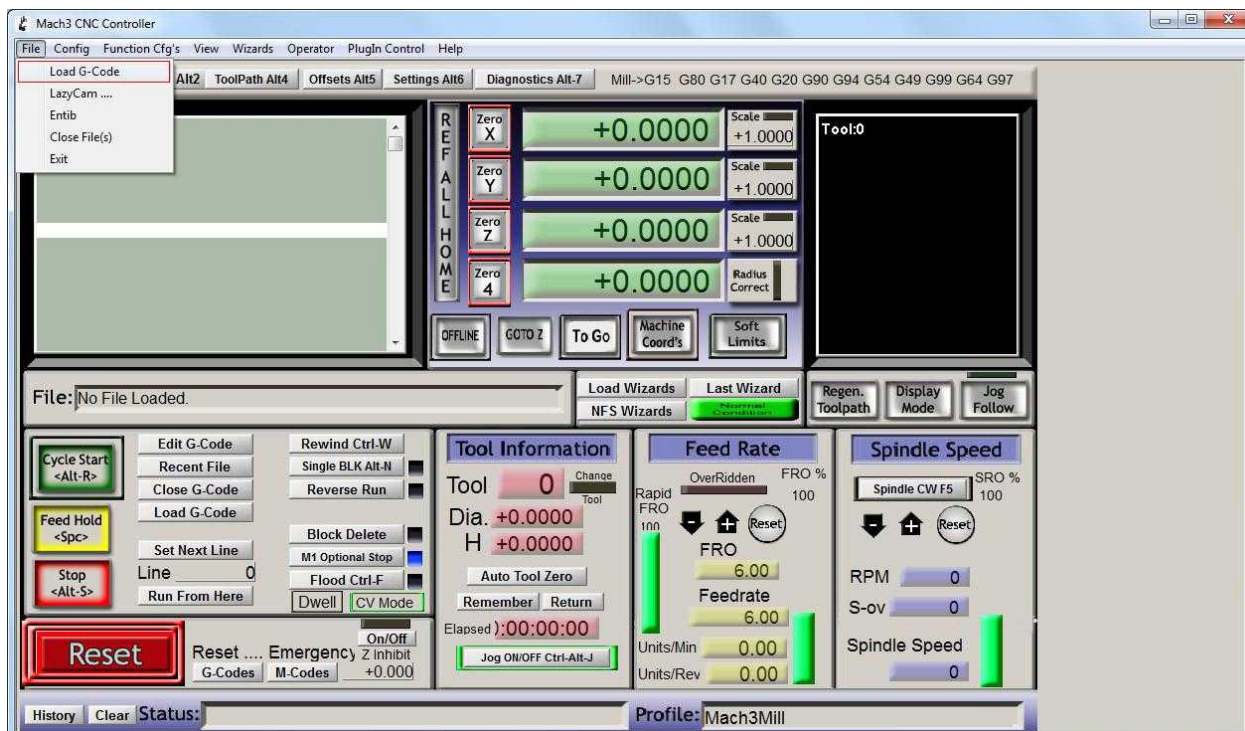 Mach3 CNC Controller
File Config Function Cfg's View Wizards Operator PlugIn Control Help
Load G-Code
LazyCam ....
Entib
Close File(s)
Exit
Alt2 ToolPath Alt4 Offsets Alt5 Settings Alt6 Diagnostics Alt-7 Mill->G15 G80 G17 G40 G20 G90 G94 G54 G49 G99 G64 G97
REF ALL HOME
Zero X +0.0000 Scale +1.0000
Zero Y +0.0000 Scale +1.0000
Zero Z +0.0000 Scale +1.0000
Zero 4 +0.0000 Radius Correct
OFFLINE GOTO Z To Go Machine Coord's Soft Limits
Tool:0
File: No File Loaded.
Load Wizards Last Wizard
NFS Wizards Normal Condition
Regen. Toolpath Display Mode Jog Follow
Cycle Start <Alt-R>
Feed Hold <Spc>
Stop <Alt-S>
Edit G-Code
Recent File
Close G-Code
Load G-Code
Set Next Line
Line 0
Run From Here
Rewind Ctrl-W
Single BLK Alt-N
Reverse Run
Block Delete
M1 Optional Stop
Flood Ctrl-F
Dwell CV Mode
Reset
Reset .... Emergency
G-Codes M-Codes
On/Off
Z Inhibit
+0.000
Tool Information
Tool 0 Change Tool
Dia. +0.0000
H +0.0000
Auto Tool Zero
Remember Return
Elapsed ):00:00:00
Jog ON/OFF Ctrl-Alt-J
Feed Rate
OverRidden FRO % 100
Rapid FRO 100
Reset
FRO
6.00
Feedrate
6.00
Units/Min 0.00
Units/Rev 0.00
Spindle Speed
Spindle CW F5 SRO % 100
Reset
RPM 0
S-ov 0
Spindle Speed
0
History Clear Status:
Profile: Mach3Mill